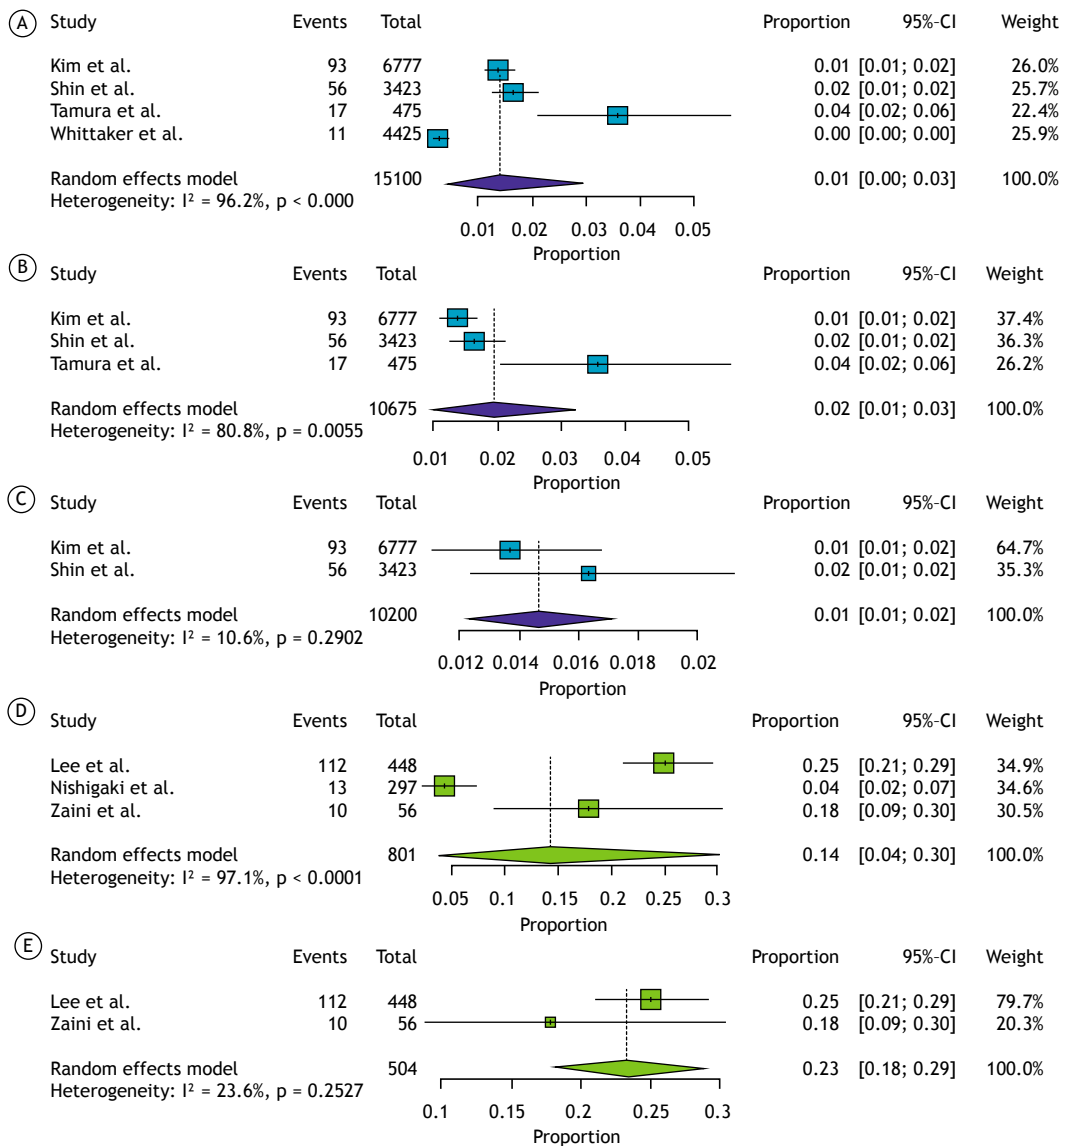 A
Study Events Total Proportion 95%-CI Weight
Kim et al. 93 6777 0.01 [0.01; 0.02] 26.0%
Shin et al. 56 3423 0.02 [0.01; 0.02] 25.7%
Tamura et al. 17 475 0.04 [0.02; 0.06] 22.4%
Whittaker et al. 11 4425 0.00 [0.00; 0.00] 25.9%
Random effects model 15100 0.01 [0.00; 0.03] 100.0%
Heterogeneity: I² = 96.2%, p < 0.000
0.01 0.02 0.03 0.04 0.05
Proportion
B
Study Events Total Proportion 95%-CI Weight
Kim et al. 93 6777 0.01 [0.01; 0.02] 37.4%
Shin et al. 56 3423 0.02 [0.01; 0.02] 36.3%
Tamura et al. 17 475 0.04 [0.02; 0.06] 26.2%
Random effects model 10675 0.02 [0.01; 0.03] 100.0%
Heterogeneity: I² = 80.8%, p = 0.0055
0.01 0.02 0.03 0.04 0.05
Proportion
C
Study Events Total Proportion 95%-CI Weight
Kim et al. 93 6777 0.01 [0.01; 0.02] 64.7%
Shin et al. 56 3423 0.02 [0.01; 0.02] 35.3%
Random effects model 10200 0.01 [0.01; 0.02] 100.0%
Heterogeneity: I² = 10.6%, p = 0.2902
0.012 0.014 0.016 0.018 0.02
Proportion
D
Study Events Total Proportion 95%-CI Weight
Lee et al. 112 448 0.25 [0.21; 0.29] 34.9%
Nishigaki et al. 13 297 0.04 [0.02; 0.07] 34.6%
Zaini et al. 10 56 0.18 [0.09; 0.30] 30.5%
Random effects model 801 0.14 [0.04; 0.30] 100.0%
Heterogeneity: I² = 97.1%, p < 0.0001
0.05 0.1 0.15 0.2 0.25 0.3
Proportion
E
Study Events Total Proportion 95%-CI Weight
Lee et al. 112 448 0.25 [0.21; 0.29] 79.7%
Zaini et al. 10 56 0.18 [0.09; 0.30] 20.3%
Random effects model 504 0.23 [0.18; 0.29] 100.0%
Heterogeneity: I² = 23.6%, p = 0.2527
0.1 0.15 0.2 0.25 0.3
Proportion